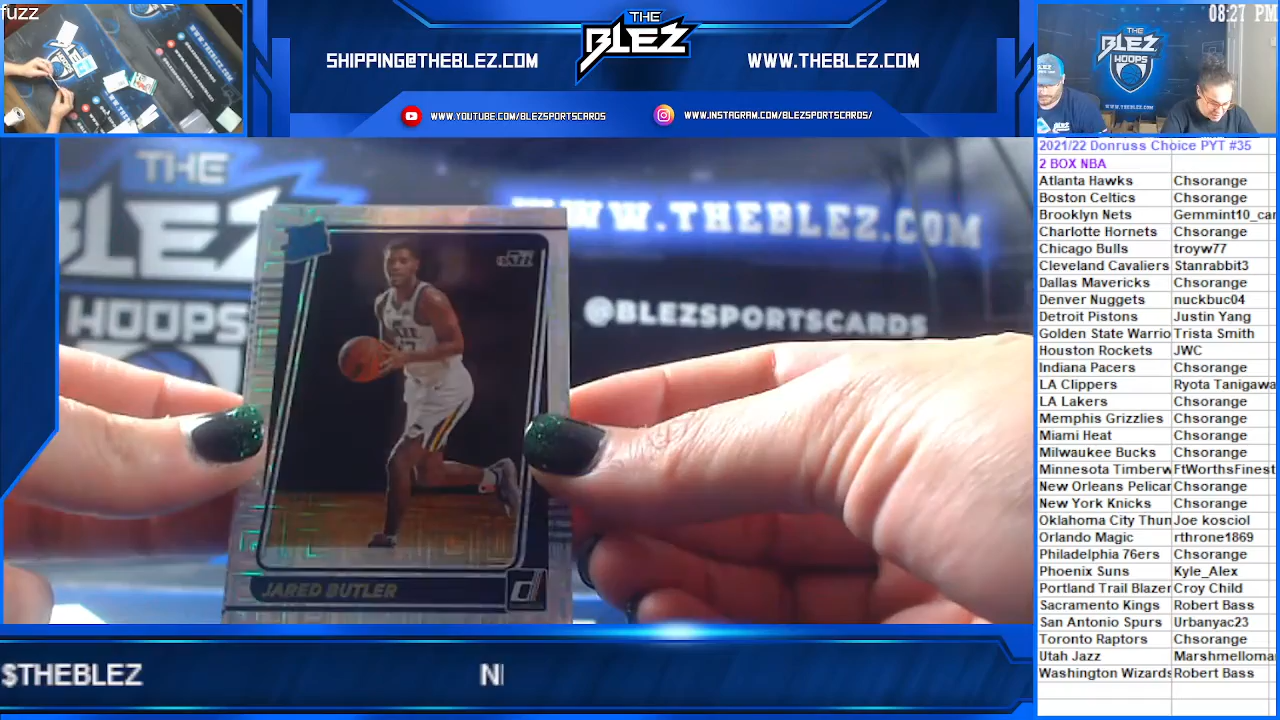 fuzz
SHIPPING@THEBLEZ.COM
THE
BLEZ
WWW.THEBLEZ.COM
WWW.YOUTUBE.COM/BLEZSPORTSCARDS
WWW.INSTAGRAM.COM/BLEZSPORTSCARDS/
08:27 PM
THE
BLEZ
HOOPS
THE
BLEZ
HOOPS
WWW.THEBLEZ.COM
@BLEZSPORTSCARDS
JARED BUTLER
2021/22 Donruss Choice PYT #35
2 BOX NBA
Atlanta Hawks Chsorange
Boston Celtics Chsorange
Brooklyn Nets Gemmint10_car
Charlotte Hornets Chsorange
Chicago Bulls troyw77
Cleveland Cavaliers Stanrabbit3
Dallas Mavericks Chsorange
Denver Nuggets nuckbuc04
Detroit Pistons Justin Yang
Golden State Warrio Trista Smith
Houston Rockets JWC
Indiana Pacers Chsorange
LA Clippers Ryota Tanigawa
LA Lakers Chsorange
Memphis Grizzlies Chsorange
Miami Heat Chsorange
Milwaukee Bucks Chsorange
Minnesota Timberw FtWorthsFinest
New Orleans Pelican Chsorange
New York Knicks Chsorange
Oklahoma City Thun Joe kosciol
Orlando Magic rthrone1869
Philadelphia 76ers Chsorange
Phoenix Suns Kyle_Alex
Portland Trail Blazer Croy Child
Sacramento Kings Robert Bass
San Antonio Spurs Urbanyac23
Toronto Raptors Chsorange
Utah Jazz Marshmelloma
Washington Wizards Robert Bass
$THEBLEZ